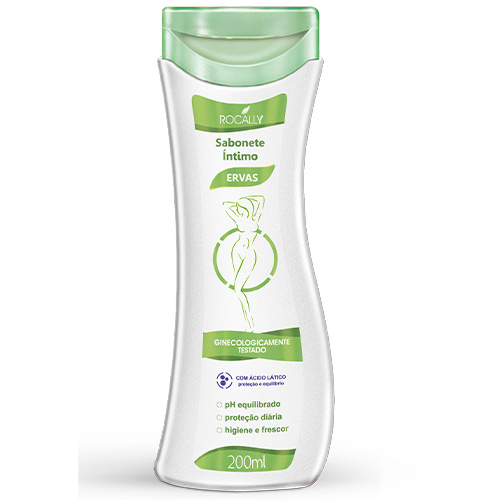 ROCALLY
Sabonete
Íntimo
ERVAS
GINECOLOGICAMENTE
TESTADO
COM ÁCIDO LÁTICO
proteção e equilíbrio
pH equilibrado
proteção diária
higiene e frescor
200ml